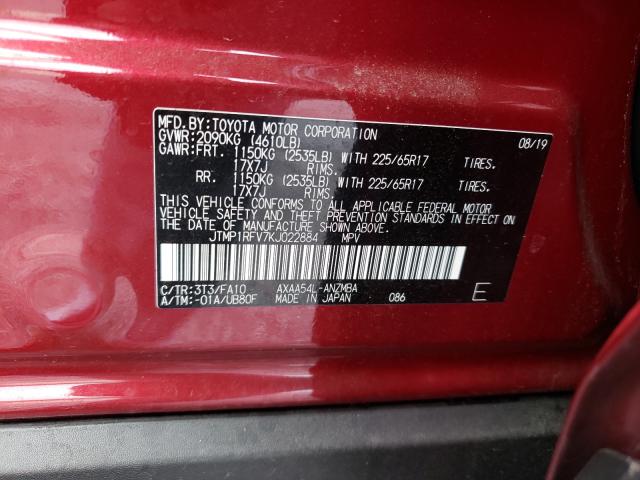 MFD.BY:TOYOTA MOTOR CORPORATION 08/19
GVWR:2090KG (4610LB)
GAWR:FRT. 1150KG (2535LB) WITH 225/65R17 TIRES.
17X7J RIMS.
RR. 1150KG (2535LB) WITH 225/65R17 TIRES.
17X7J RIMS.
THIS VEHICLE CONFORMS TO ALL APPLICABLE FEDERAL MOTOR
VEHICLE SAFETY AND THEFT PREVENTION STANDARDS IN EFFECT ON
THE DATE OF MANUFACTURE SHOWN ABOVE.
JTMP1RFV7KJ022884 MPV
C/TR:3T3/FA10 AXAA54L-ANZMBA
A/TM:-01A/UB80F MADE IN JAPAN 086 E